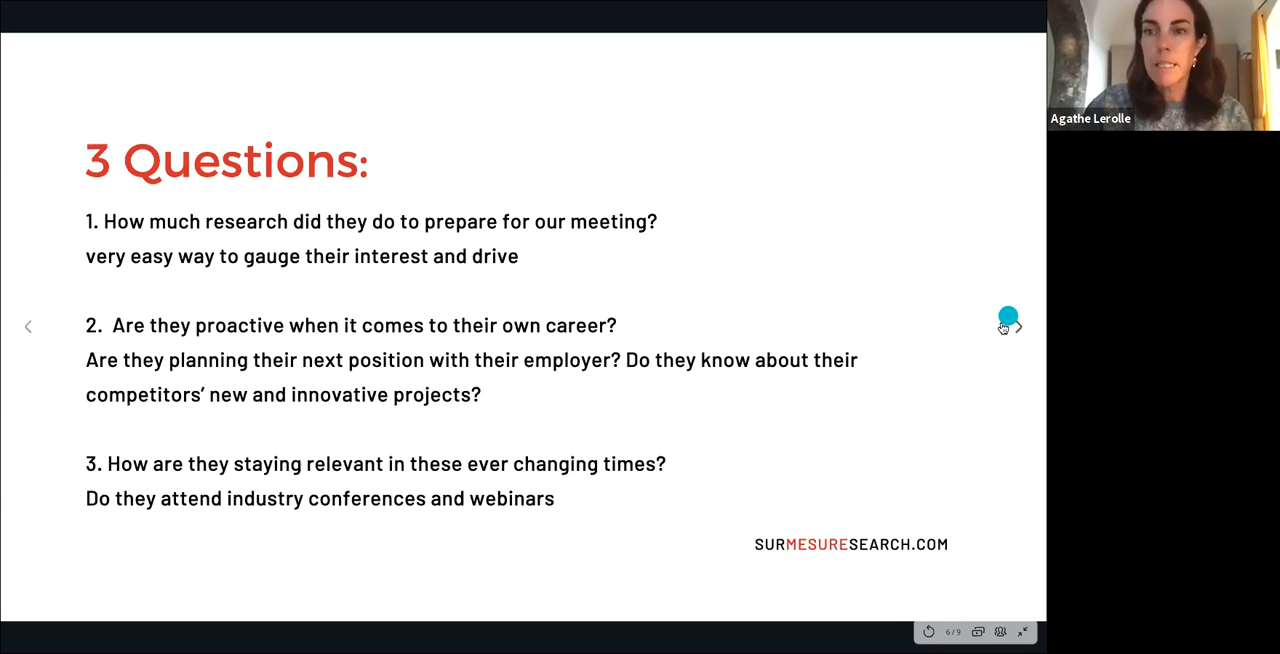 Agathe Lerolle
3 Questions:
1. How much research did they do to prepare for our meeting?
very easy way to gauge their interest and drive
2. Are they proactive when it comes to their own career?
Are they planning their next position with their employer? Do they know about their
competitors’ new and innovative projects?
3. How are they staying relevant in these ever changing times?
Do they attend industry conferences and webinars
SURMESURESEARCH.COM
6/9